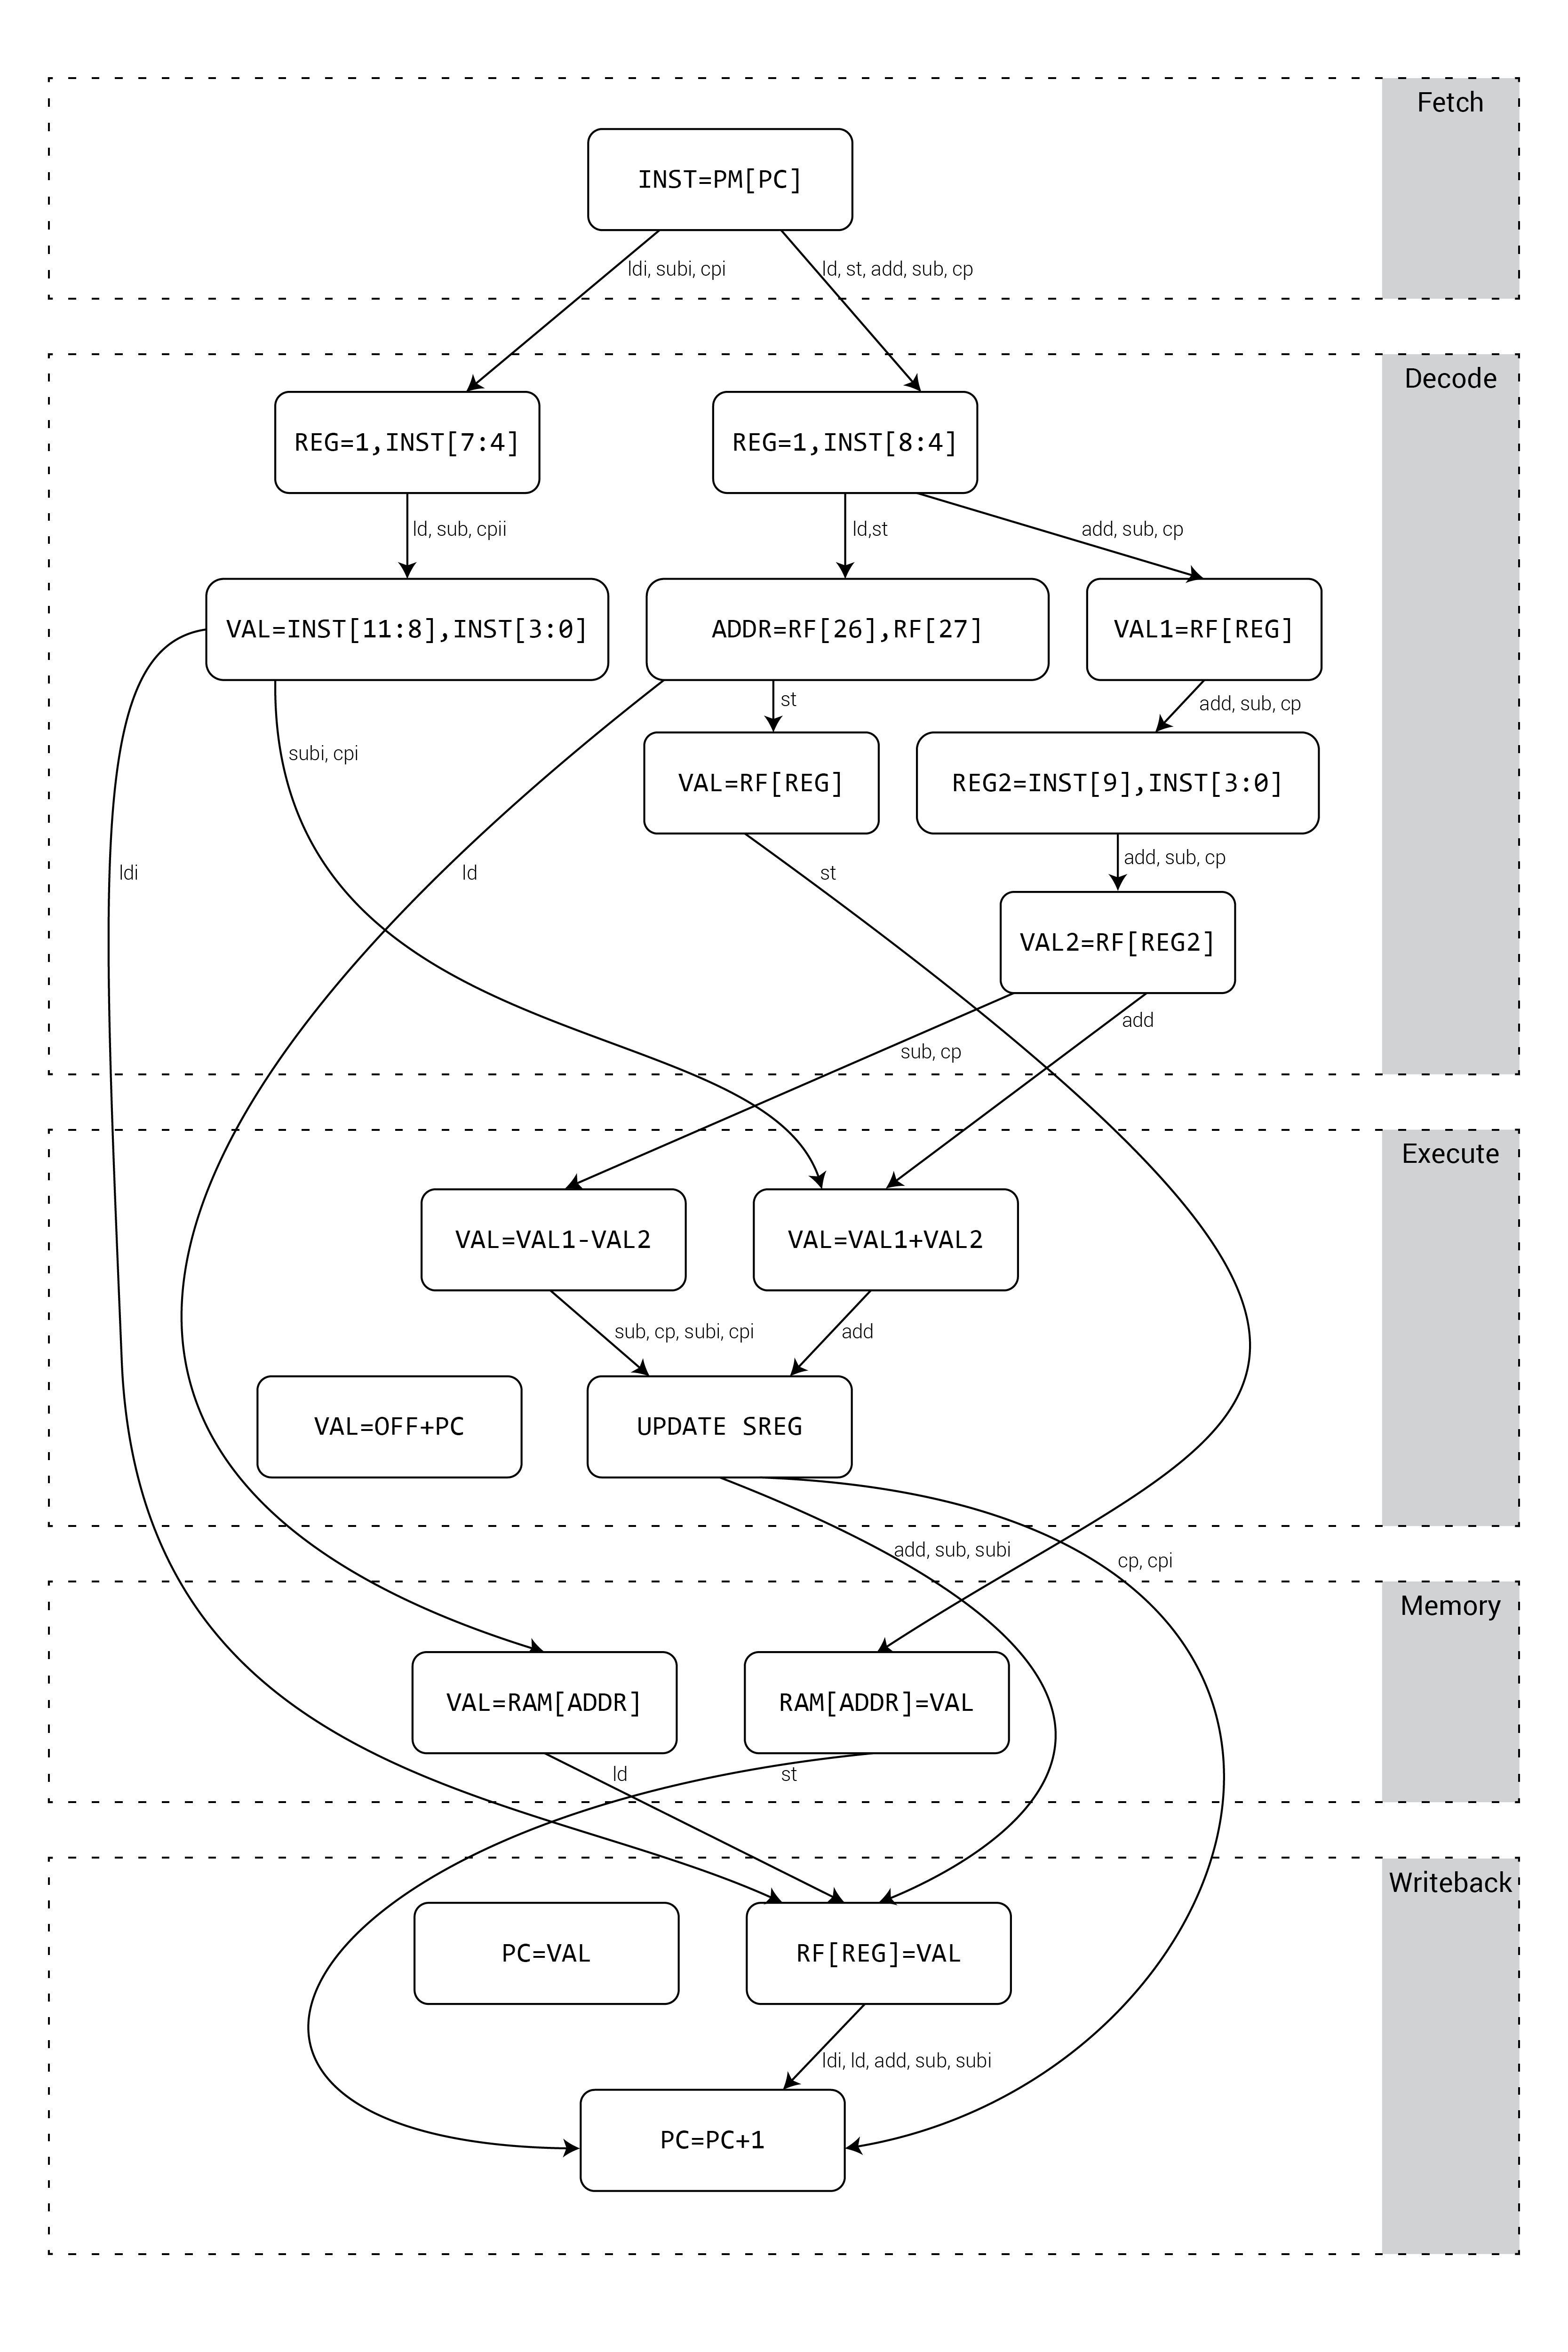 Fetch
INST=PM[PC]
ldi, subi, cpi
ld, st, add, sub, cp
Decode
REG=1,INST[7:4]
REG=1,INST[8:4]
ld, sub, cpii
ld,st
add, sub, cp
VAL=INST[11:8],INST[3:0]
ADDR=RF[26],RF[27]
VAL1=RF[REG]
st
add, sub, cp
subi, cpi
VAL=RF[REG]
REG2=INST[9],INST[3:0]
ldi
ld
st
add, sub, cp
VAL2=RF[REG2]
add
sub, cp
Execute
VAL=VAL1-VAL2
VAL=VAL1+VAL2
sub, cp, subi, cpi
add
VAL=OFF+PC
UPDATE SREG
add, sub, subi
cp, cpi
Memory
VAL=RAM[ADDR]
RAM[ADDR]=VAL
ld
st
Writeback
PC=VAL
RF[REG]=VAL
ldi, ld, add, sub, subi
PC=PC+1